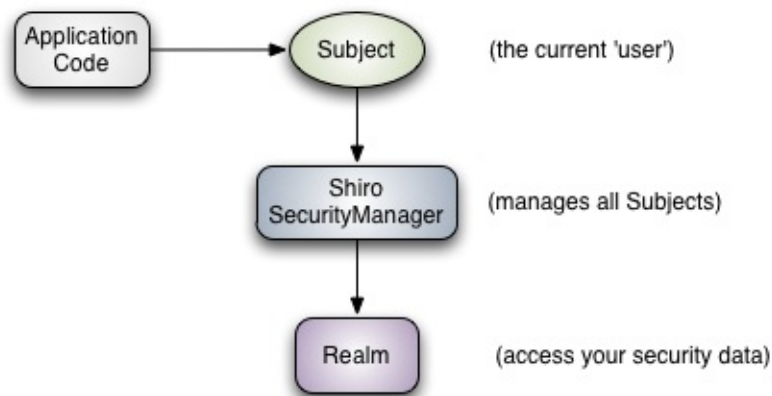 Application
Code
Subject
(the current 'user')
Shiro
SecurityManager
(manages all Subjects)
Realm
(access your security data)